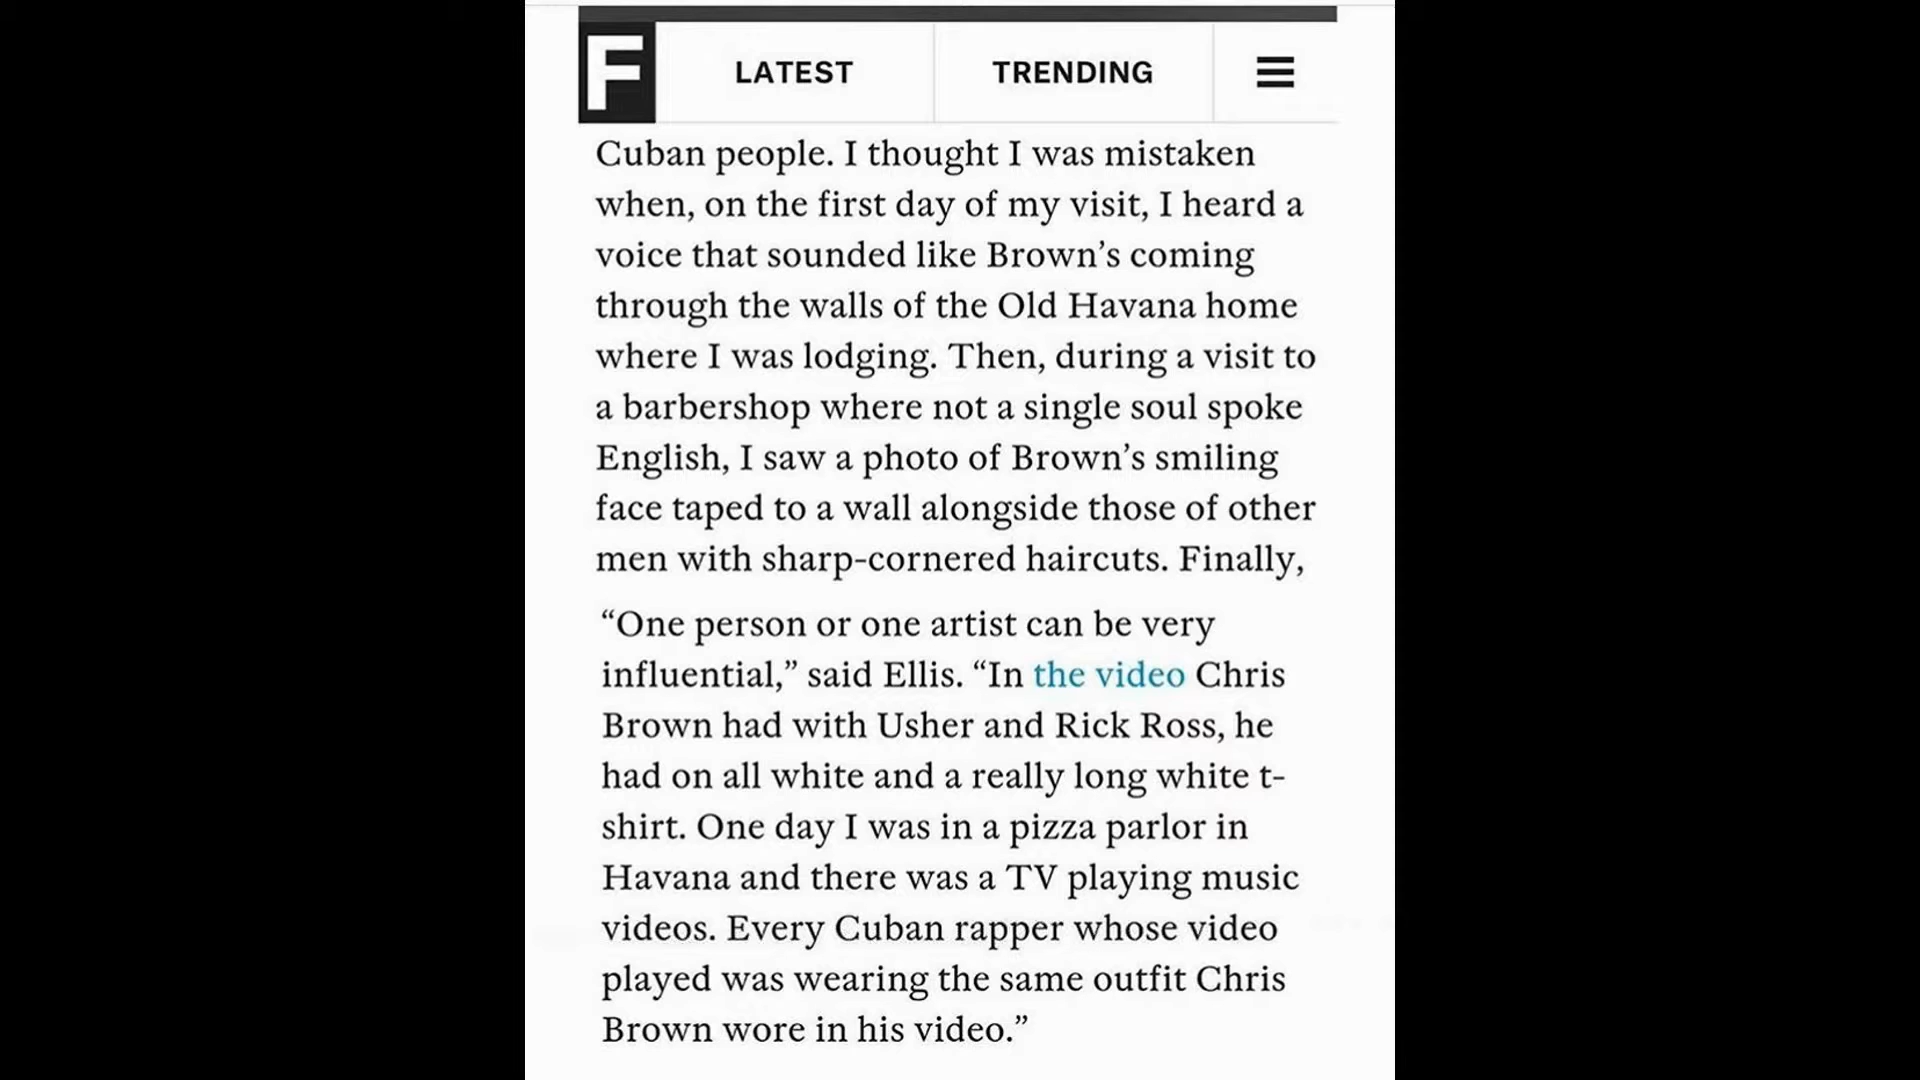 F LATEST TRENDING
Cuban people. I thought I was mistaken
when, on the first day of my visit, I heard a
voice that sounded like Brown’s coming
through the walls of the Old Havana home
where I was lodging. Then, during a visit to
a barbershop where not a single soul spoke
English, I saw a photo of Brown’s smiling
face taped to a wall alongside those of other
men with sharp-cornered haircuts. Finally,
“One person or one artist can be very
influential,” said Ellis. “In the video Chris
Brown had with Usher and Rick Ross, he
had on all white and a really long white t-
shirt. One day I was in a pizza parlor in
Havana and there was a TV playing music
videos. Every Cuban rapper whose video
played was wearing the same outfit Chris
Brown wore in his video.”